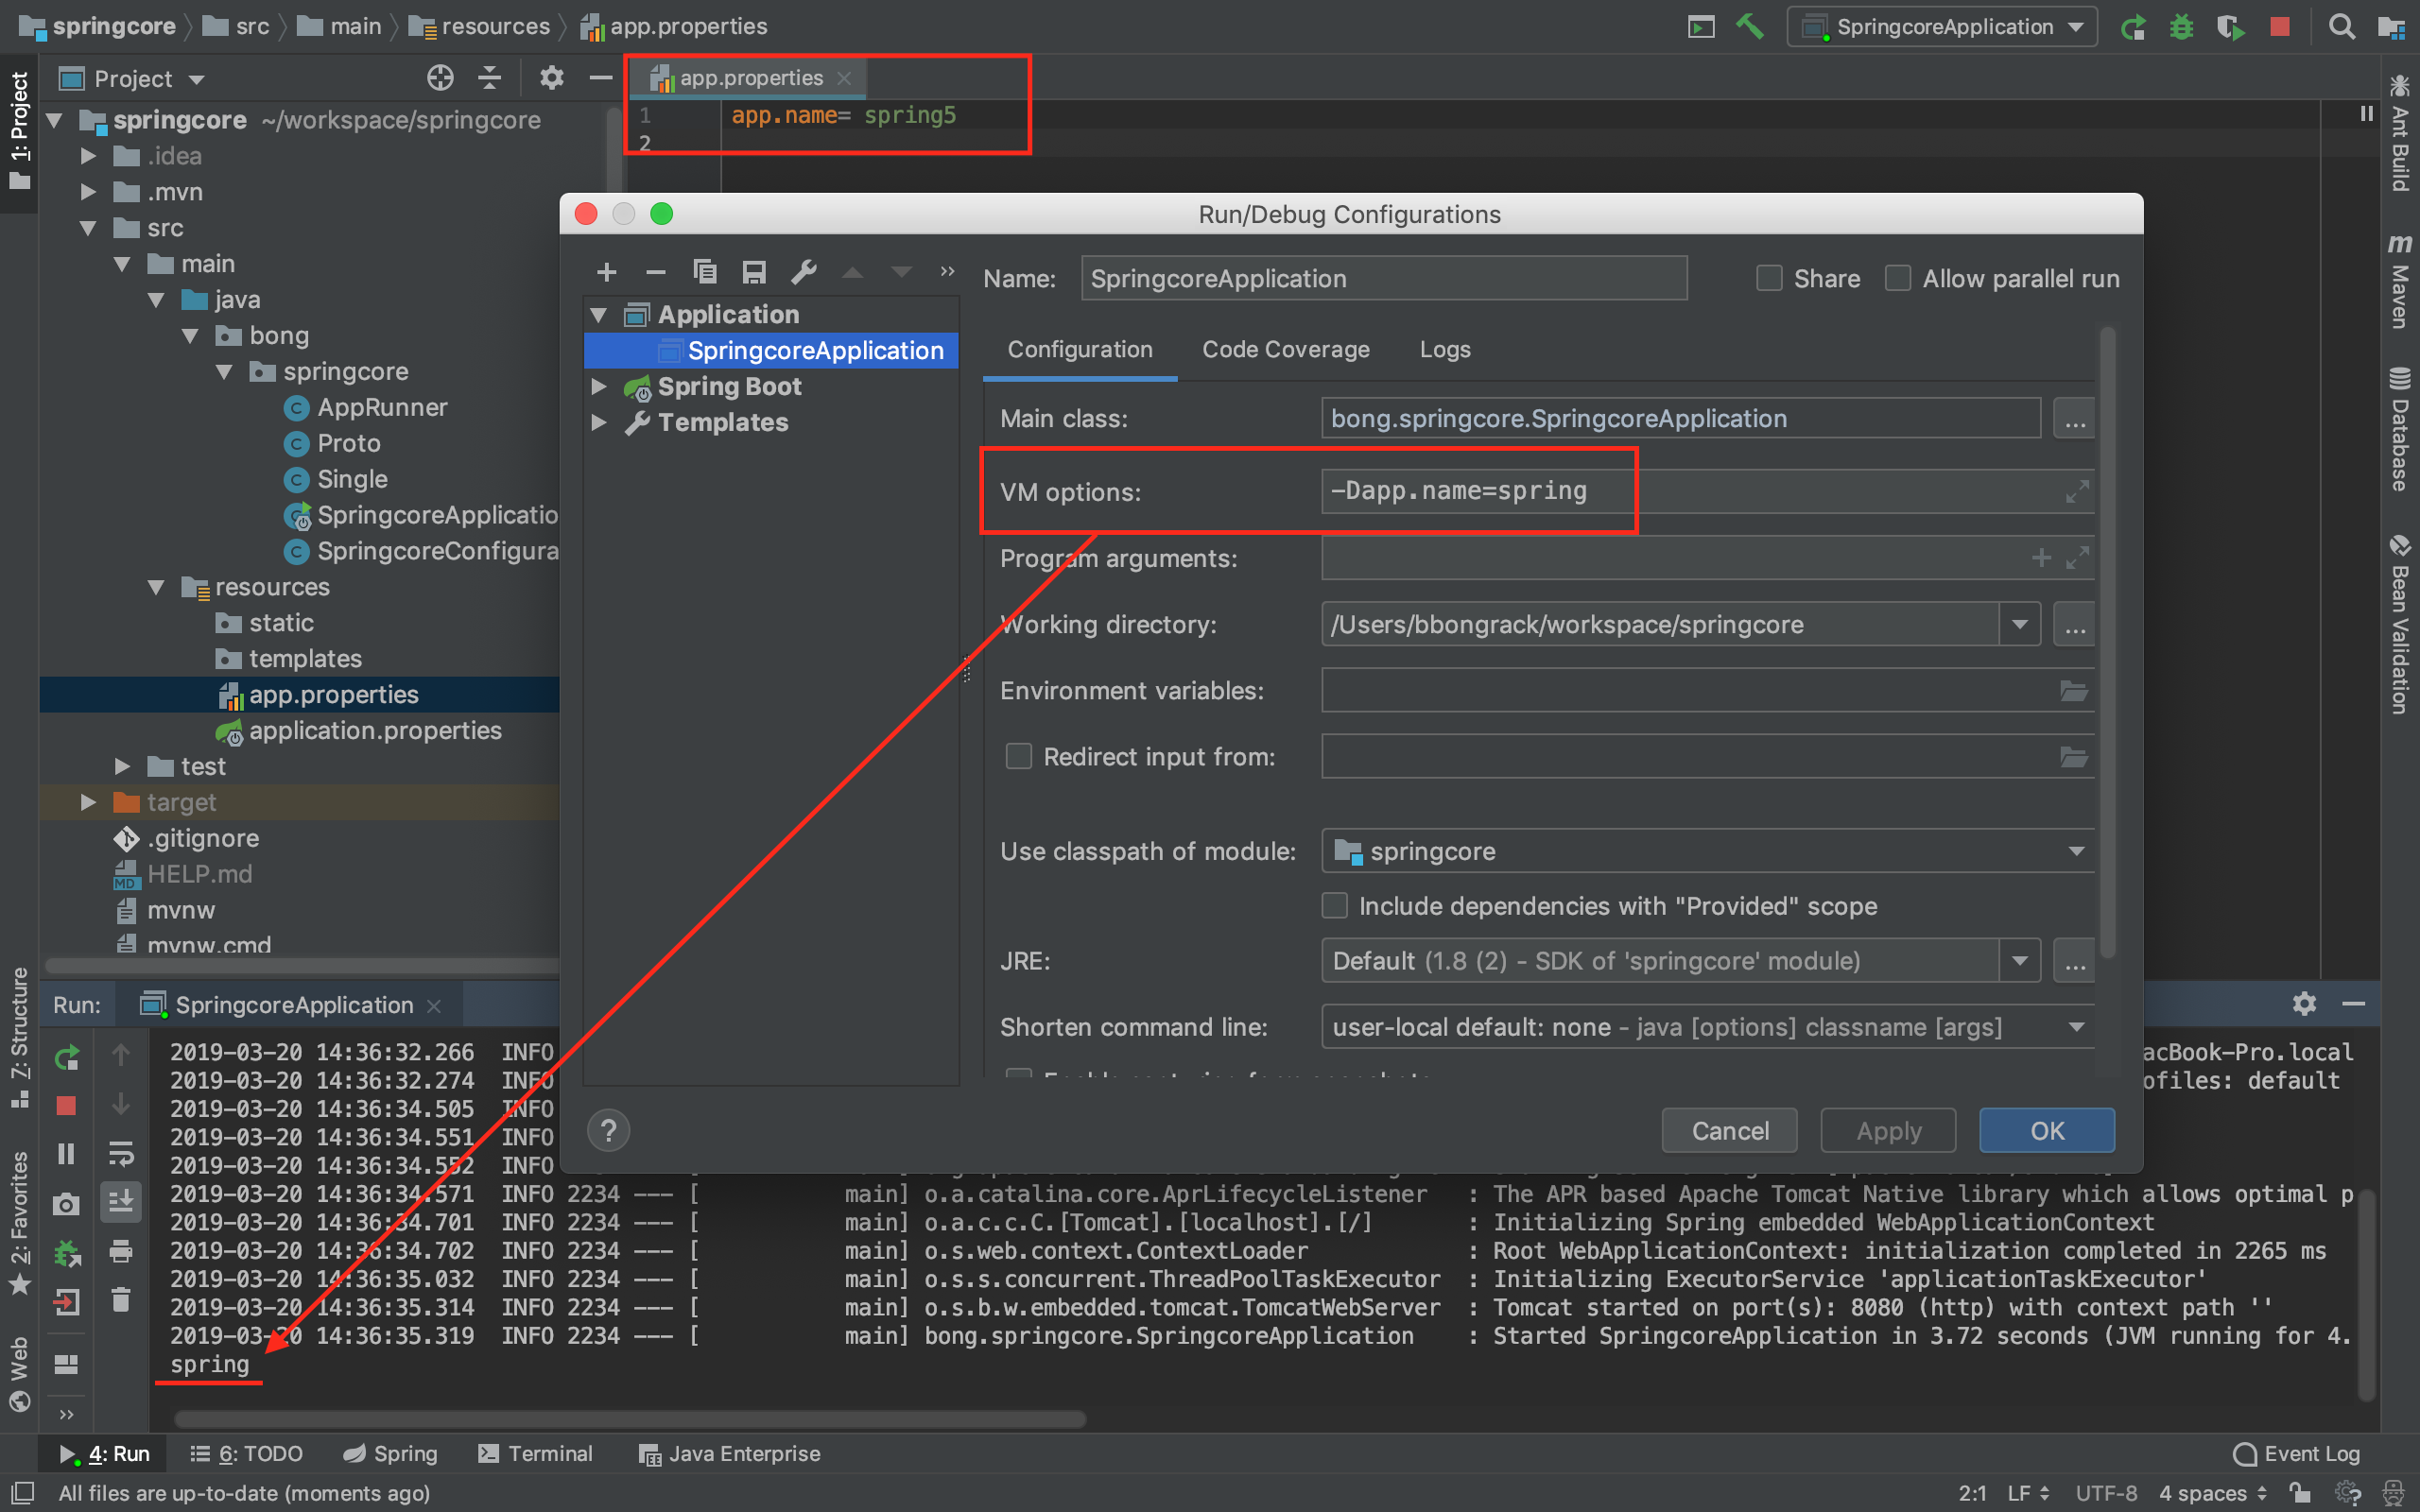 springcore
src
main
resources
app.properties
SpringcoreApplication
Project
app.properties
1 app.name= spring5
2
1: Project
springcore ~/workspace/springcore
.idea
.mvn
src
main
java
bong
springcore
AppRunner
Proto
Single
SpringcoreApplicatio
SpringcoreConfigura
resources
static
templates
app.properties
application.properties
test
target
.gitignore
HELP.md
mvnw
mvnw.cmd
Run/Debug Configurations
Name: SpringcoreApplication
Share
Allow parallel run
Application
SpringcoreApplication
Spring Boot
Templates
Configuration
Code Coverage
Logs
Main class: bong.springcore.SpringcoreApplication ...
VM options: -Dapp.name=spring
Program arguments:
Working directory: /Users/bbongrack/workspace/springcore ...
Environment variables:
Redirect input from:
Use classpath of module: springcore
Include dependencies with "Provided" scope
JRE: Default (1.8 (2) - SDK of 'springcore' module) ...
Shorten command line: user-local default: none - java [options] classname [args]
?
Cancel
Apply
OK
Ant Build
Maven
Database
Bean Validation
7: Structure
2: Favorites
Web
Run: SpringcoreApplication
2019-03-20 14:36:32.266 INFO acBook-Pro.local
2019-03-20 14:36:32.274 INFO ofiles: default
2019-03-20 14:36:34.505 INFO
2019-03-20 14:36:34.551 INFO
2019-03-20 14:36:34.552 INFO
2019-03-20 14:36:34.571 INFO 2234 --- [ main] o.a.catalina.core.AprLifecycleListener : The APR based Apache Tomcat Native library which allows optimal p
2019-03-20 14:36:34.701 INFO 2234 --- [ main] o.a.c.c.C.[Tomcat].[localhost].[/] : Initializing Spring embedded WebApplicationContext
2019-03-20 14:36:34.702 INFO 2234 --- [ main] o.s.web.context.ContextLoader : Root WebApplicationContext: initialization completed in 2265 ms
2019-03-20 14:36:35.032 INFO 2234 --- [ main] o.s.s.concurrent.ThreadPoolTaskExecutor : Initializing ExecutorService 'applicationTaskExecutor'
2019-03-20 14:36:35.314 INFO 2234 --- [ main] o.s.b.w.embedded.tomcat.TomcatWebServer : Tomcat started on port(s): 8080 (http) with context path ''
2019-03-20 14:36:35.319 INFO 2234 --- [ main] bong.springcore.SpringcoreApplication : Started SpringcoreApplication in 3.72 seconds (JVM running for 4.
spring
4: Run
6: TODO
Spring
Terminal
Java Enterprise
Event Log
All files are up-to-date (moments ago)
2:1
LF
UTF-8
4 spaces